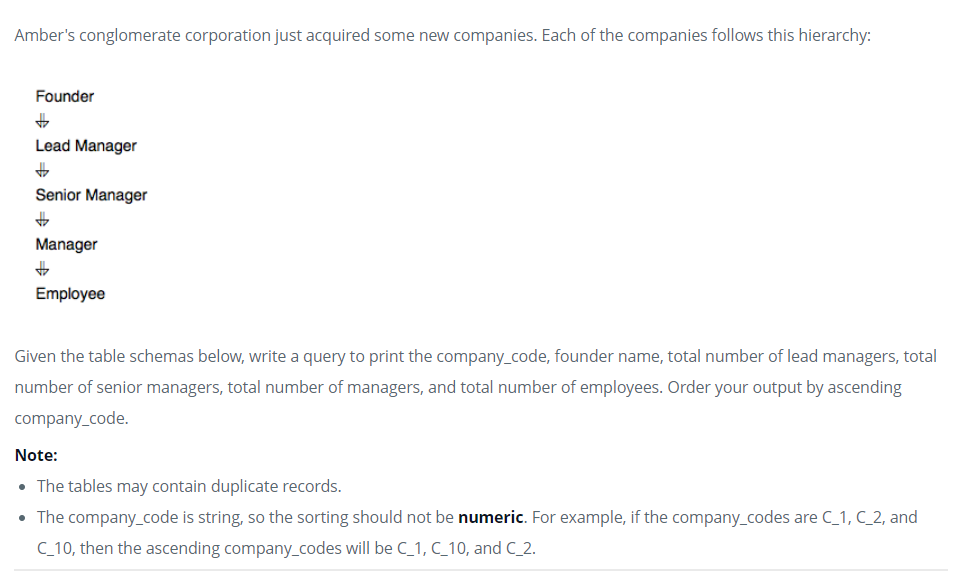 Amber's conglomerate corporation just acquired some new companies. Each of the companies follows this hierarchy:
Founder
Lead Manager
Senior Manager
Manager
Employee
Given the table schemas below, write a query to print the company_code, founder name, total number of lead managers, total
number of senior managers, total number of managers, and total number of employees. Order your output by ascending
company_code.
Note:
• The tables may contain duplicate records.
• The company_code is string, so the sorting should not be numeric. For example, if the company_codes are C_1, C_2, and
C_10, then the ascending company_codes will be C_1, C_10, and C_2.